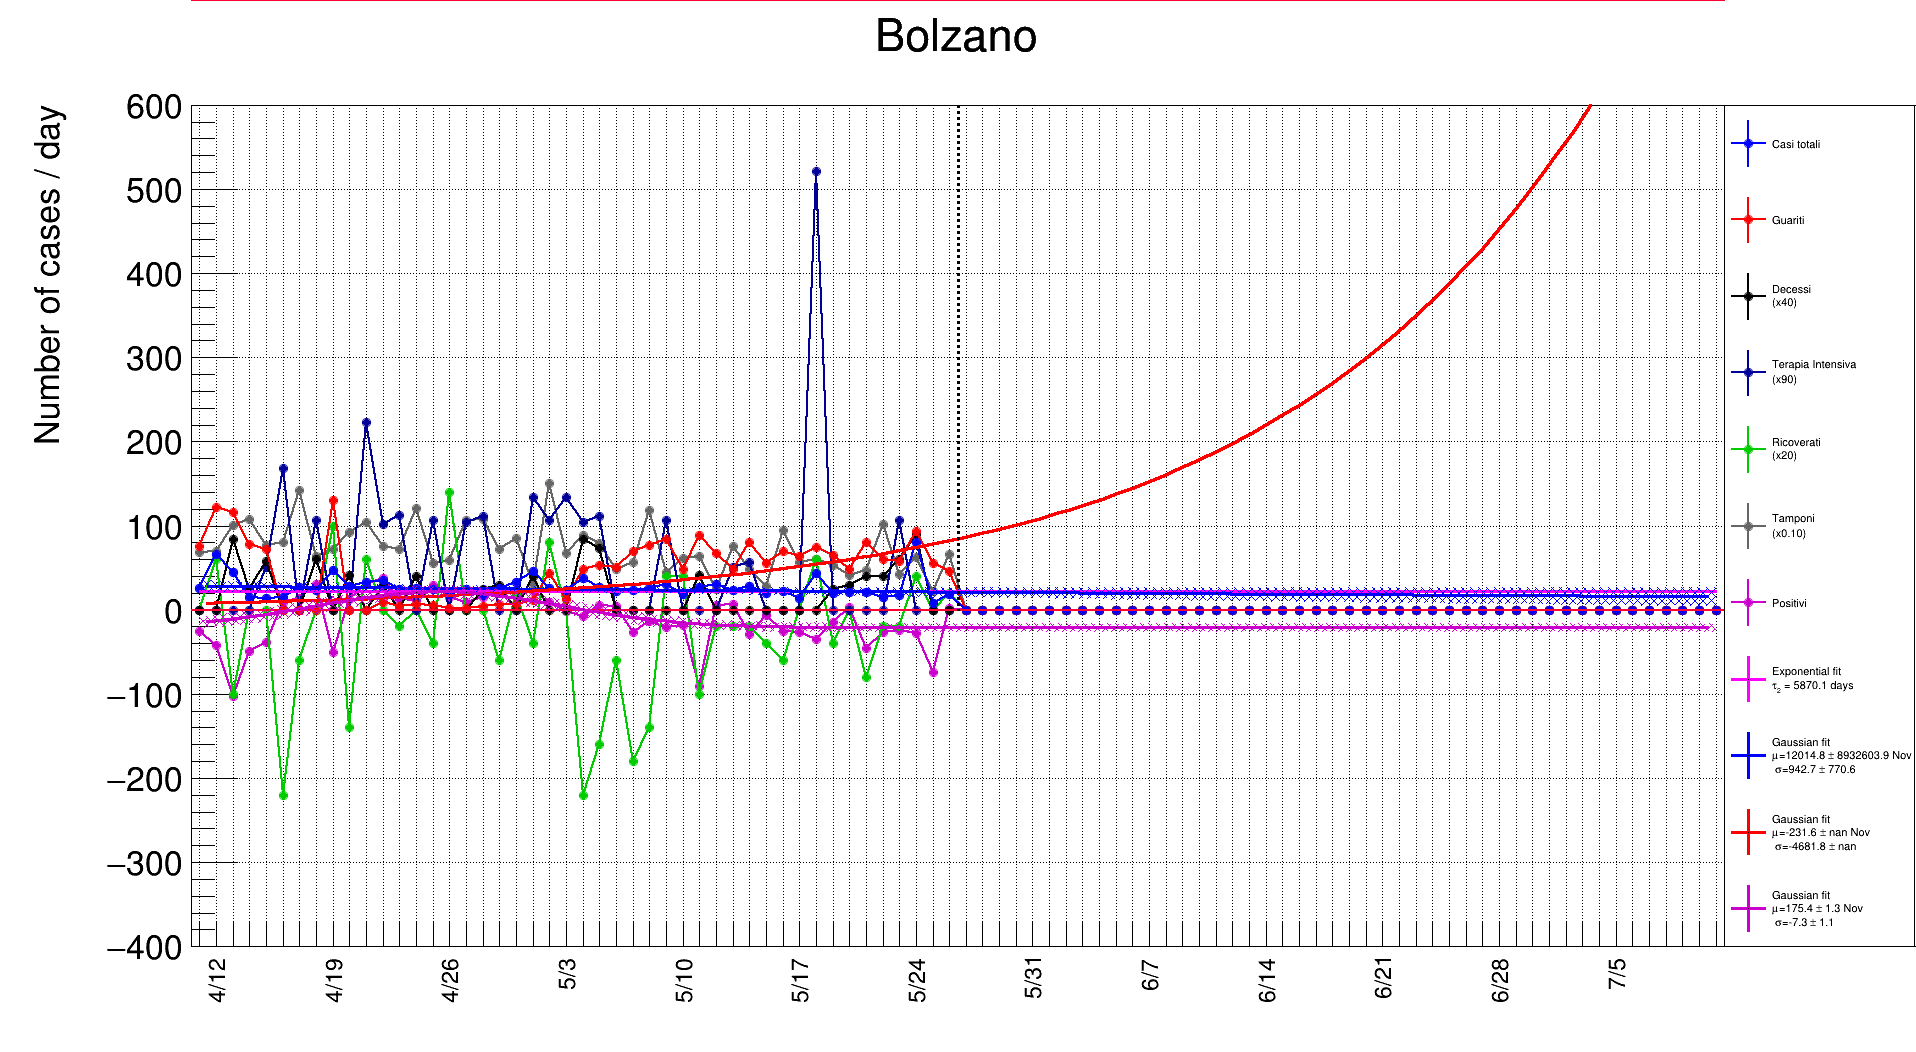 Bolzano
Number of cases / day
600
500
400
300
200
100
0
−100
−200
−300
−400
4/12
4/19
4/26
5/3
5/10
5/17
5/24
5/31
6/7
6/14
6/21
6/28
7/5
Casi totali
Guariti
Decessi
(x40)
Terapia Intensiva
(x90)
Ricoverati
(x20)
Tamponi
(x0.10)
Positivi
Exponential fit
τ₂ = 5870.1 days
Gaussian fit
μ=12014.8 ± 8932603.9 Nov
σ=942.7 ± 770.6
Gaussian fit
μ=-231.6 ± nan Nov
σ=-4681.8 ± nan
Gaussian fit
μ=175.4 ± 1.3 Nov
σ=-7.3 ± 1.1